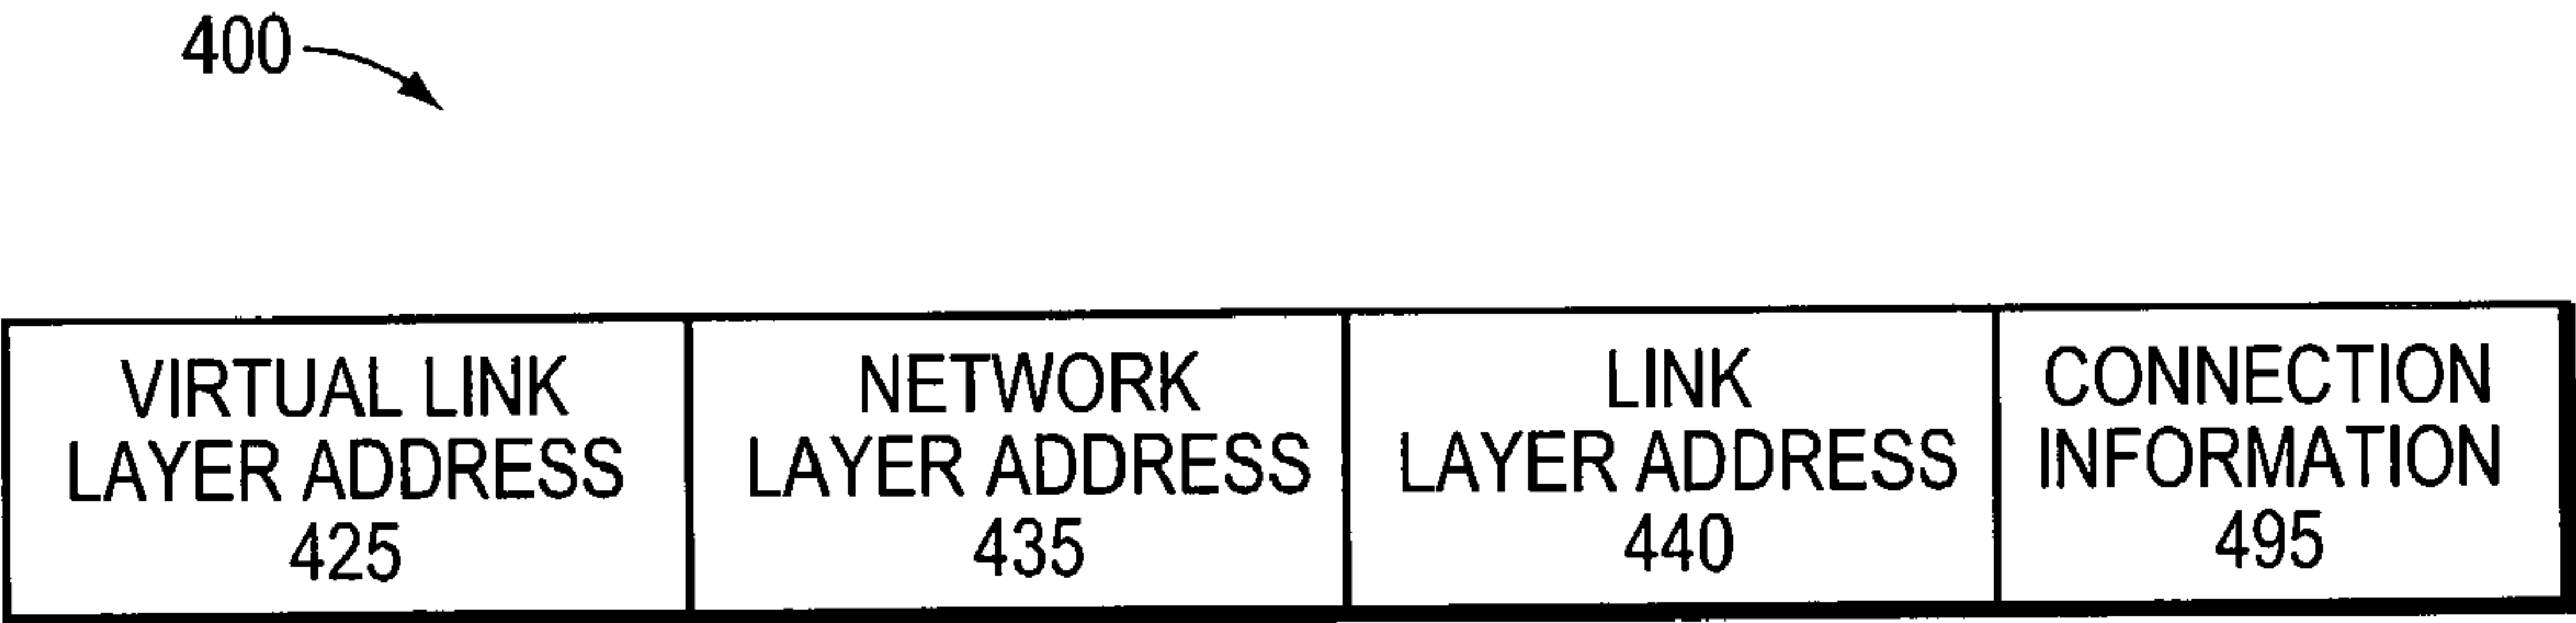 400
VIRTUAL LINK
LAYER ADDRESS
425
NETWORK
LAYER ADDRESS
435
LINK
LAYER ADDRESS
440
CONNECTION
INFORMATION
495